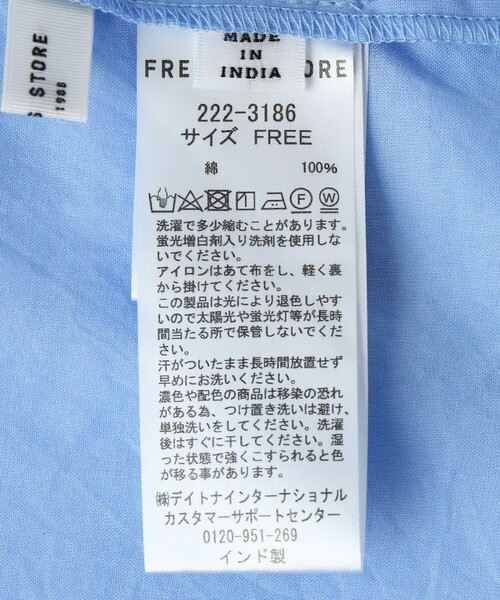 S STORE
1988
MADE
IN
INDIA
FRE ORE
222-3186
サイズ FREE
綿 100%
F W
洗濯で多少縮むことがあります。
蛍光増白剤入り洗剤を使用しな
いでください。
アイロンはあて布をし、軽く裏
から掛けてください。
この製品は光により退色しやす
いので太陽光や蛍光灯等が長時
間当たる所で保管しないでくだ
さい。
汗がついたまま長時間放置せず
早めにお洗いください。
濃色や配色の商品は移染の恐れ
がある為、つけ置き洗いは避け、
単独洗いをしてください。洗濯
後はすぐに干してください。湿
った状態で強くこすられると色
が移る事があります。
㈱デイトナインターナショナル
カスタマーサポートセンター
0120-951-269
インド製